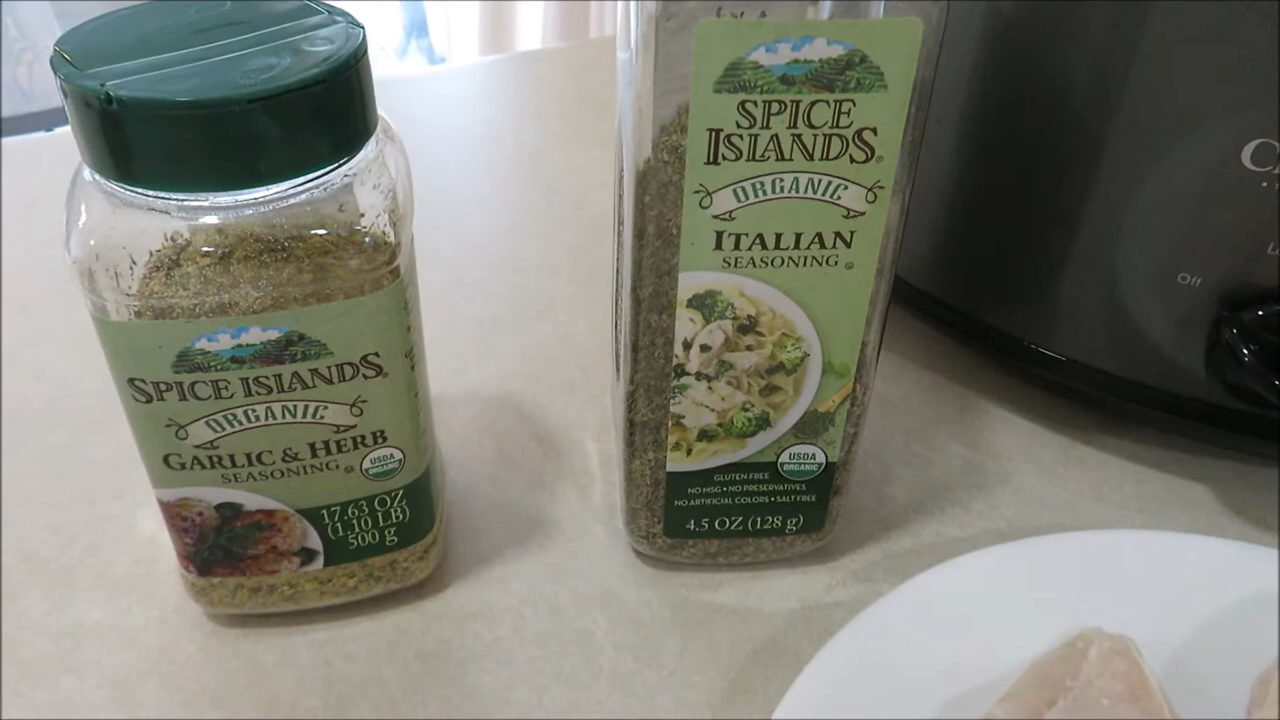 SPICE ISLANDS®
ORGANIC
GARLIC & HERB
SEASONING
USDA
ORGANIC
17.63 OZ
(1.10 LB)
500 g
SPICE
ISLANDS®
ORGANIC
ITALIAN
SEASONING
USDA
ORGANIC
GLUTEN FREE
NO MSG • NO PRESERVATIVES
NO ARTIFICIAL COLORS • SALT FREE
4.5 OZ (128 g)
Off